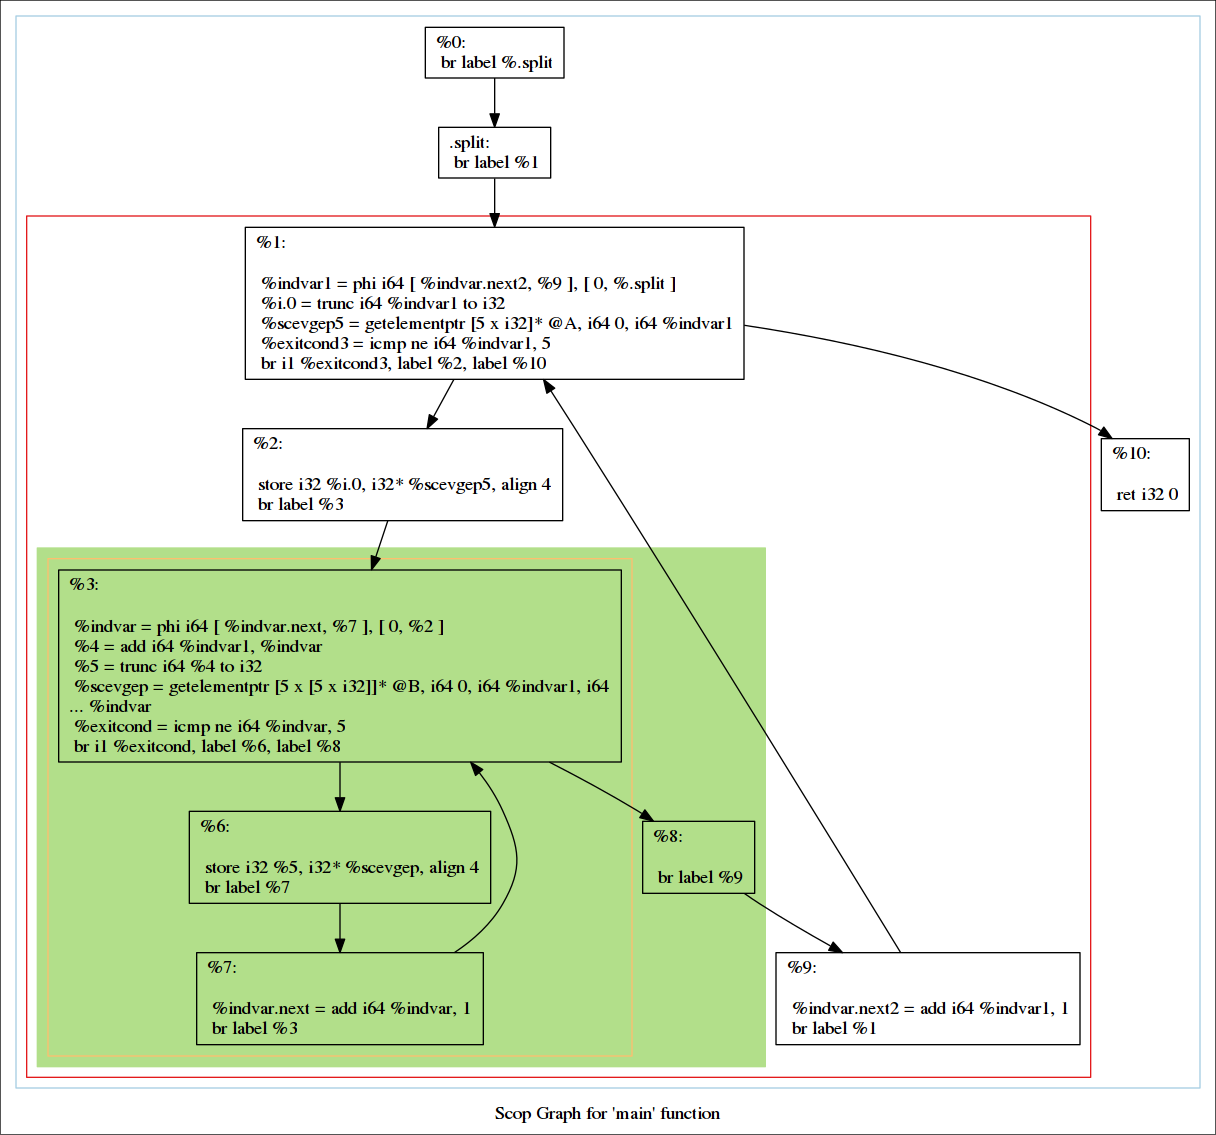 %0:
br label %.split
.split:
br label %1
%1:
%indvar1 = phi i64 [ %indvar.next2, %9 ], [ 0, %.split ]
%i.0 = trunc i64 %indvar1 to i32
%scevgep5 = getelementptr [5 x i32]* @A, i64 0, i64 %indvar1
%exitcond3 = icmp ne i64 %indvar1, 5
br i1 %exitcond3, label %2, label %10
%2:
store i32 %i.0, i32* %scevgep5, align 4
br label %3
%10:
ret i32 0
%3:
%indvar = phi i64 [ %indvar.next, %7 ], [ 0, %2 ]
%4 = add i64 %indvar1, %indvar
%5 = trunc i64 %4 to i32
%scevgep = getelementptr [5 x [5 x i32]]* @B, i64 0, i64 %indvar1, i64
... %indvar
%exitcond = icmp ne i64 %indvar, 5
br i1 %exitcond, label %6, label %8
%6:
store i32 %5, i32* %scevgep, align 4
br label %7
%8:
br label %9
%7:
%indvar.next = add i64 %indvar, 1
br label %3
%9:
%indvar.next2 = add i64 %indvar1, 1
br label %1
Scop Graph for 'main' function